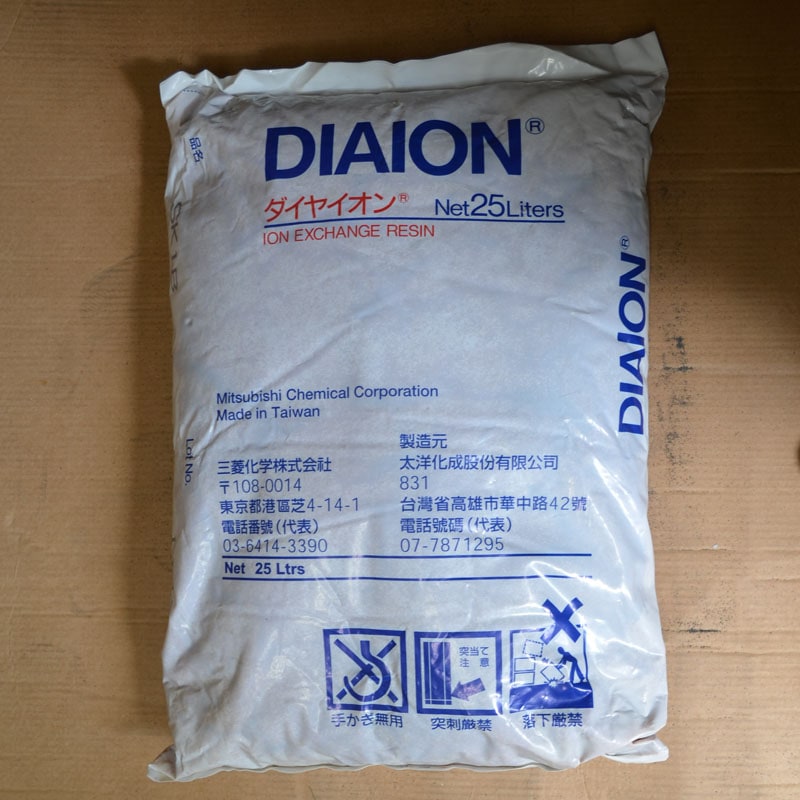 DIAION®
ダイヤイオン® Net25Liters
ION EXCHANGE RESIN
品名
SK1B
DIAION®
Mitsubishi Chemical Corporation
Made in Taiwan
Lot No.
三菱化学株式会社
〒108-0014
東京都港區芝4-14-1
電話番號(代表)
03-6414-3390
製造元
太洋化成股份有限公司
831
台灣省高雄市華中路42號
電話號碼(代表)
07-7871295
Net 25 Ltrs
突当て
注意
手かぎ無用
突刺厳禁
落下厳禁